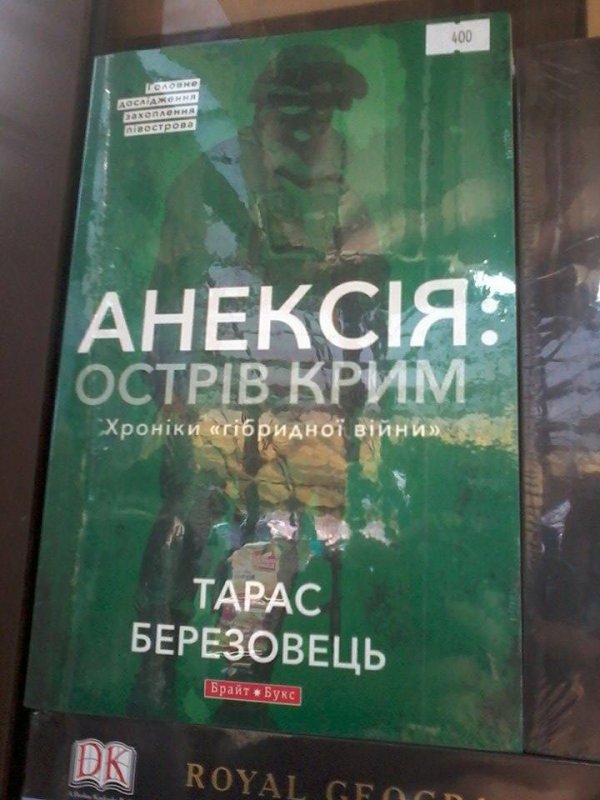 400
Головне
дослідження
захоплення
півострова
АНЕКСІЯ:
ОСТРІВ КРИМ
Хроніки «гібридної війни»
ТАРАС
БЕРЕЗОВЕЦЬ
Брайт Букс
DK
ROYAL GEOGR